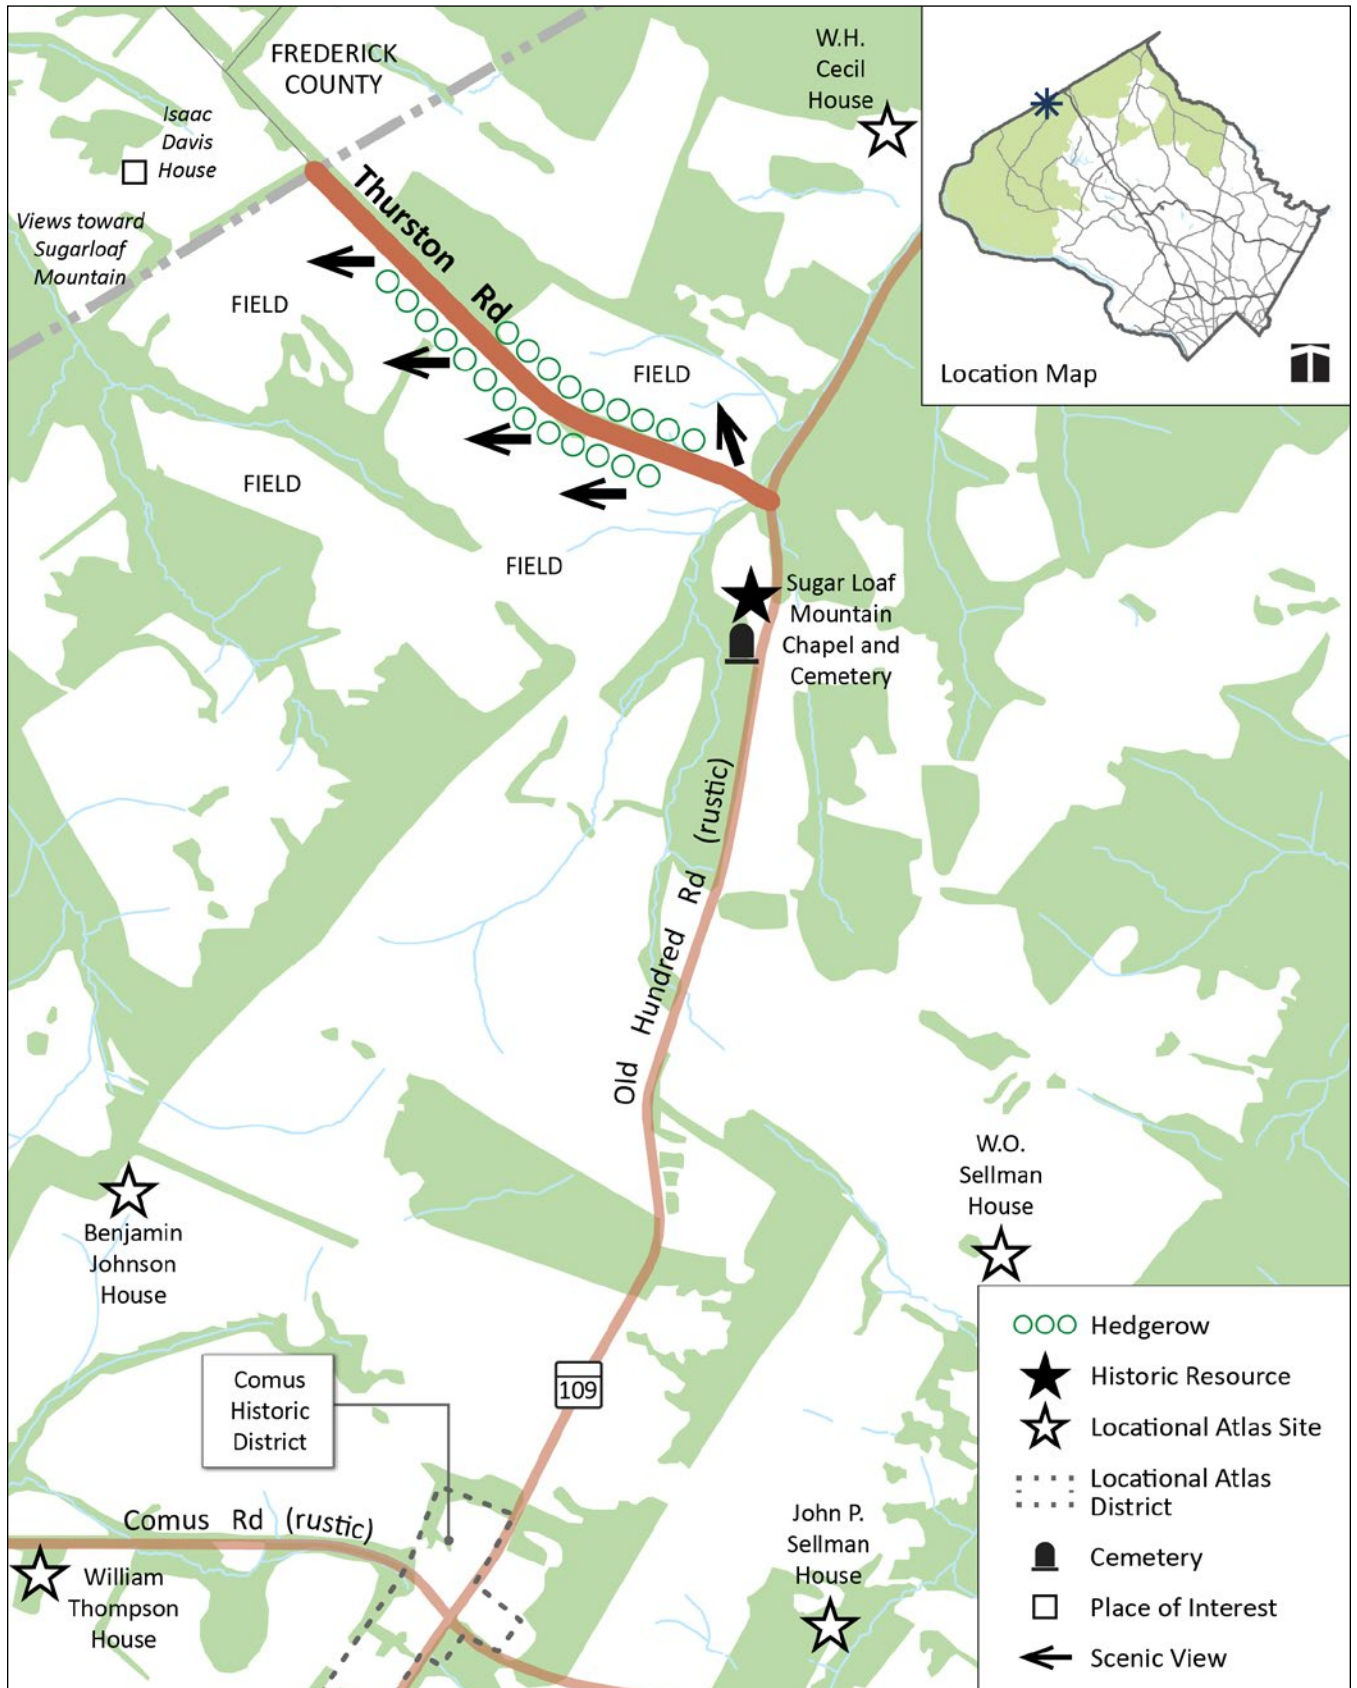 FREDERICK
COUNTY
W.H.
Cecil
House
Isaac
Davis
House
Views toward
Sugarloaf
Mountain
Thurston Rd
FIELD
FIELD
FIELD
FIELD
Location Map
Sugar Loaf
Mountain
Chapel and
Cemetery
Old Hundred Rd (rustic)
W.O.
Sellman
House
Benjamin
Johnson
House
109
Comus
Historic
District
Comus Rd (rustic)
William
Thompson
House
John P.
Sellman
House
Hedgerow
Historic Resource
Locational Atlas Site
Locational Atlas
District
Cemetery
Place of Interest
Scenic View